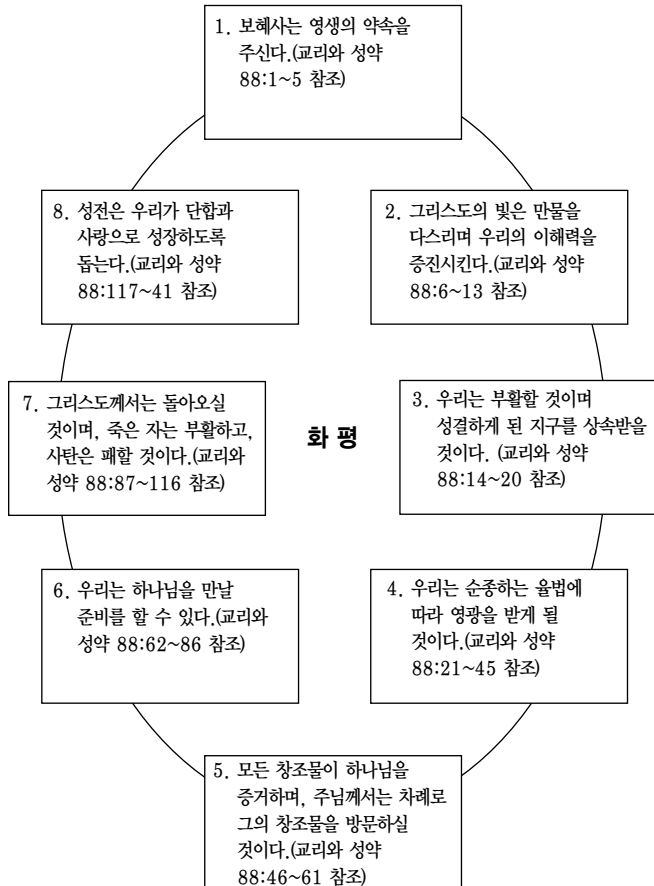 1. 보혜사는 영생의 약속을
주신다.(교리와 성약
88:1~5 참조)
8. 성전은 우리가 단합과
사랑으로 성장하도록
돕는다.(교리와 성약
88:117~41 참조)
2. 그리스도의 빛은 만물을
다스리며 우리의 이해력을
증진시킨다.(교리와 성약
88:6~13 참조)
7. 그리스도께서는 돌아오실
것이며, 죽은 자는 부활하고,
사탄은 패할 것이다.(교리와
성약 88:87~116 참조)
화 평
3. 우리는 부활할 것이며
성결하게 된 지구를 상속받을
것이다. (교리와 성약
88:14~20 참조)
6. 우리는 하나님을 만날
준비를 할 수 있다.(교리와
성약 88:62~86 참조)
4. 우리는 순종하는 율법에
따라 영광을 받게 될
것이다.(교리와 성약
88:21~45 참조)
5. 모든 창조물이 하나님을
증거하며, 주님께서는 차례로
그의 창조물을 방문하실
것이다.(교리와 성약
88:46~61 참조)